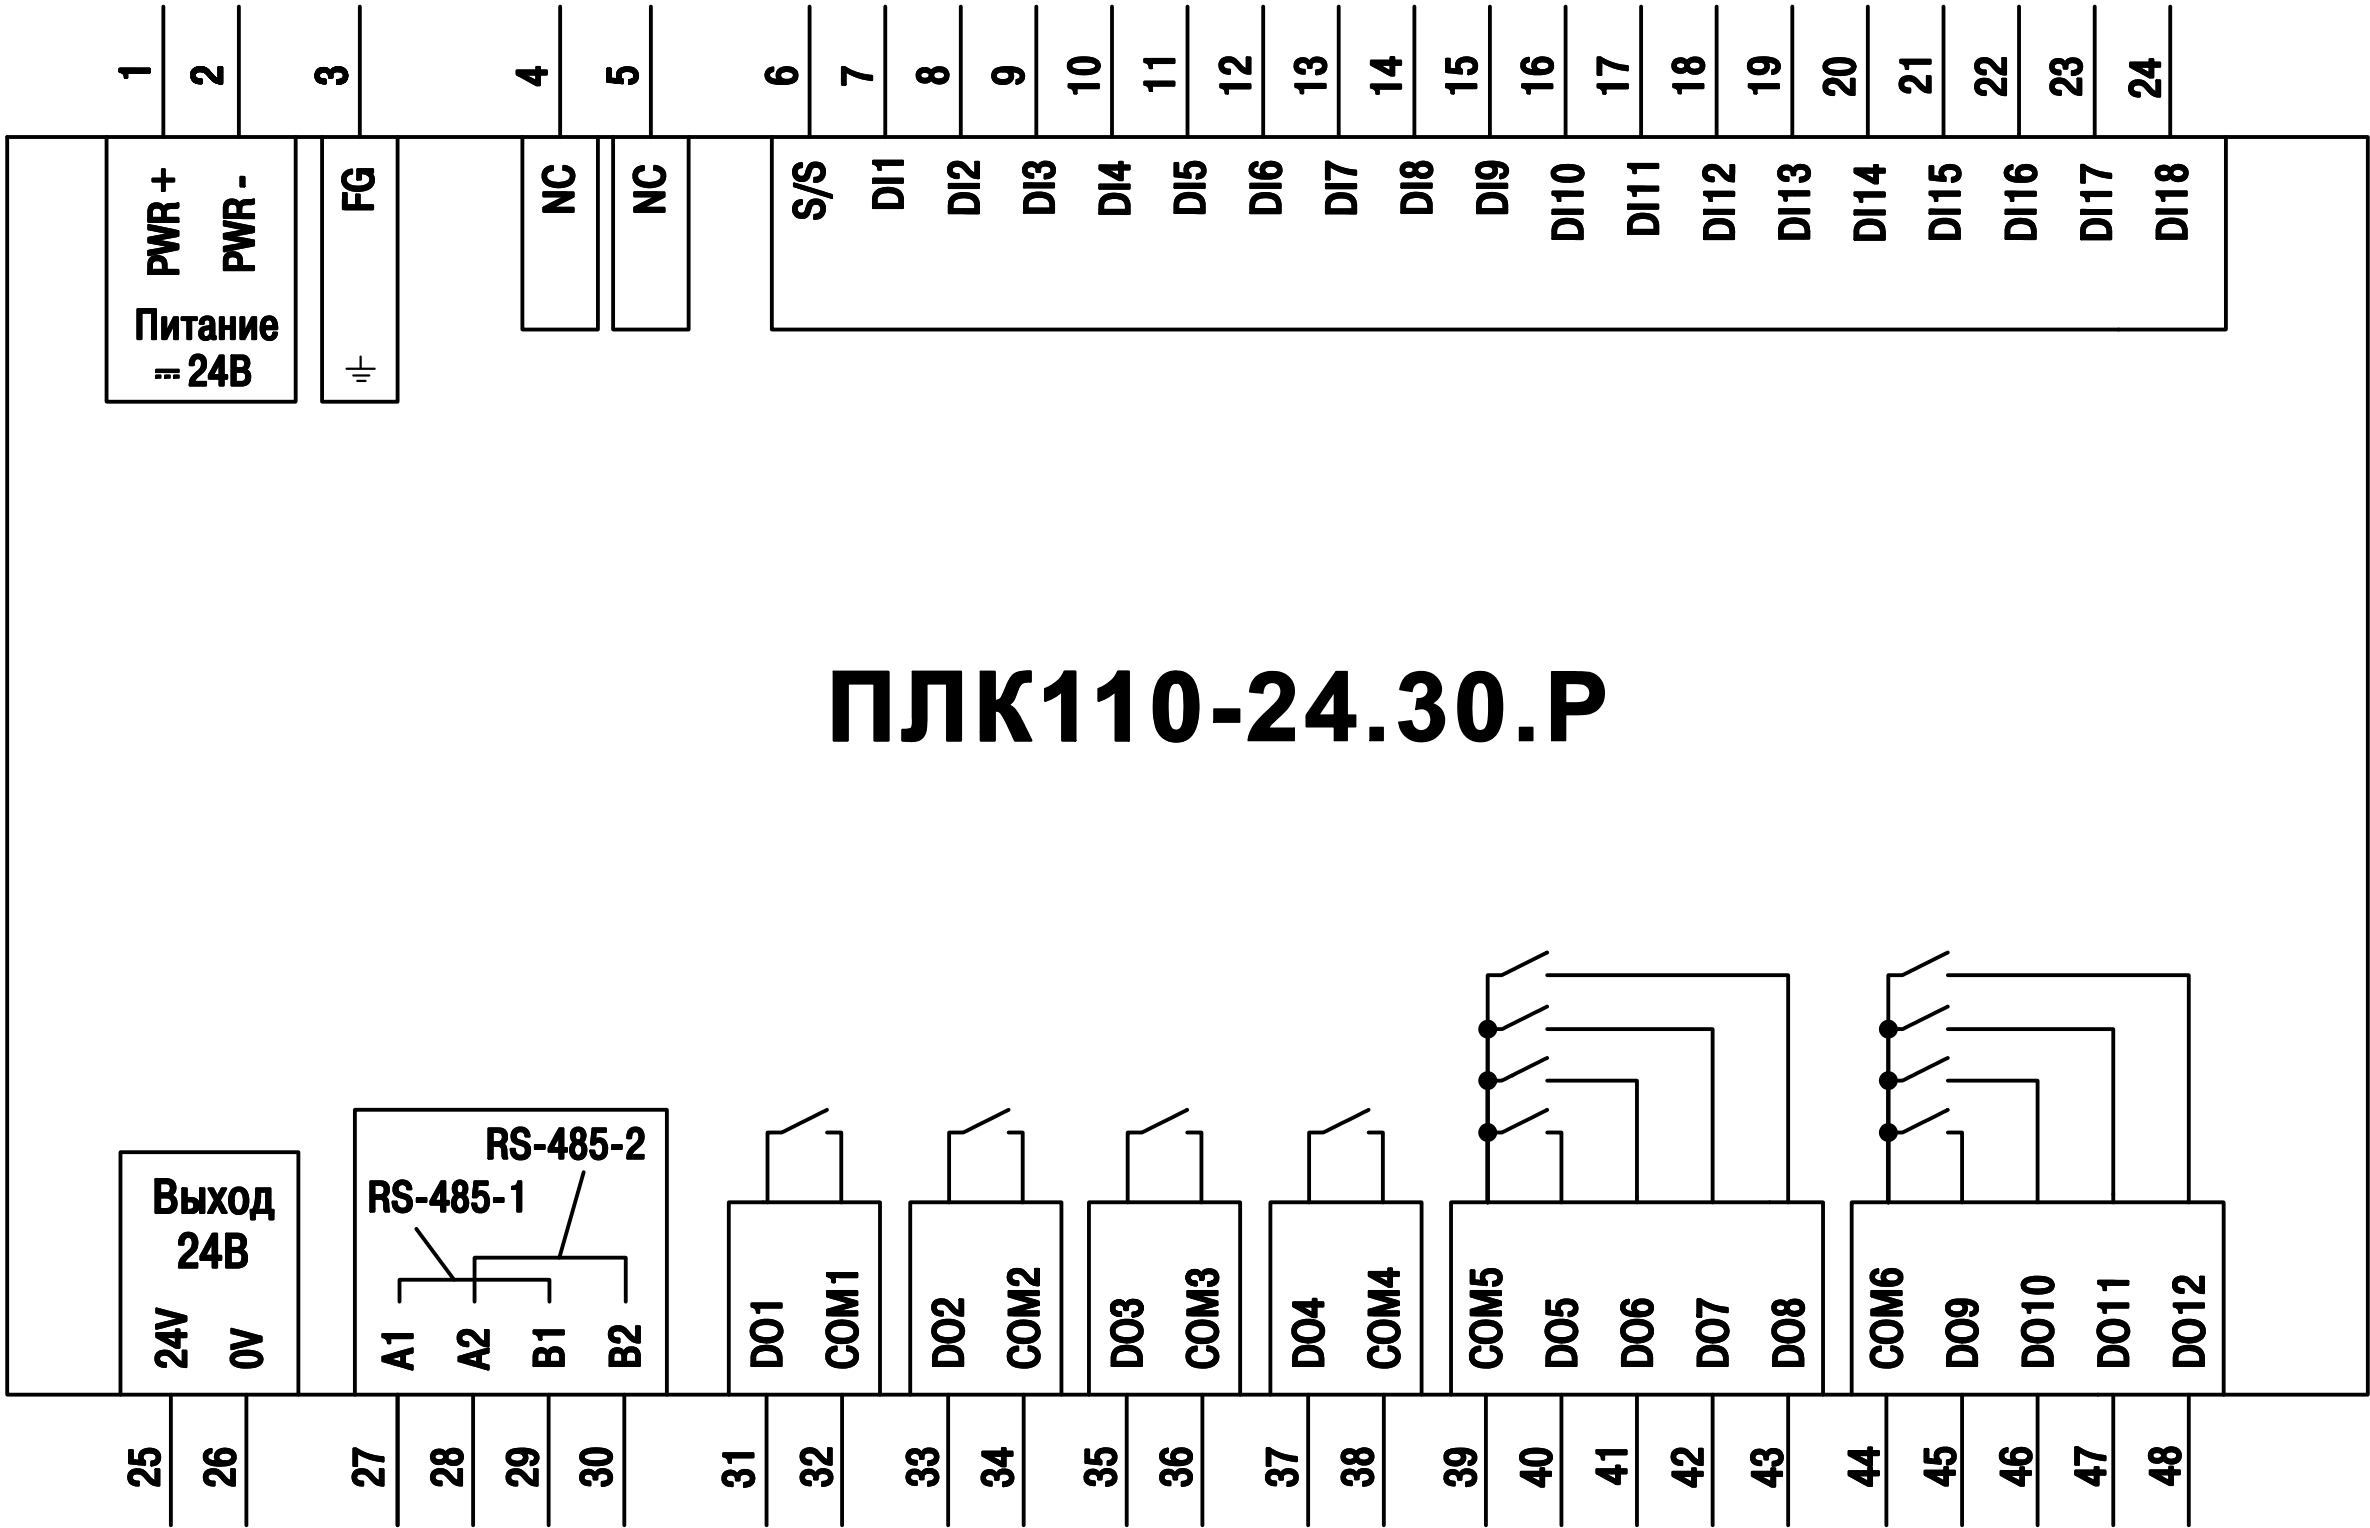 1 2 3 4 5 6 7 8 9 10 11 12 13 14 15 16 17 18 19 20 21 22 23 24
PWR + PWR - FG NC NC S/S DI1 DI2 DI3 DI4 DI5 DI6 DI7 DI8 DI9 DI10 DI11 DI12 DI13 DI14 DI15 DI16 DI17 DI18
Питание
⎓ 24В
ПЛК110-24.30.Р
Выход
24В
RS-485-2
RS-485-1
24V 0V A1 A2 B1 B2 DO1 COM1 DO2 COM2 DO3 COM3 DO4 COM4 COM5 DO5 DO6 DO7 DO8 COM6 DO9 DO10 DO11 DO12
25 26 27 28 29 30 31 32 33 34 35 36 37 38 39 40 41 42 43 44 45 46 47 48